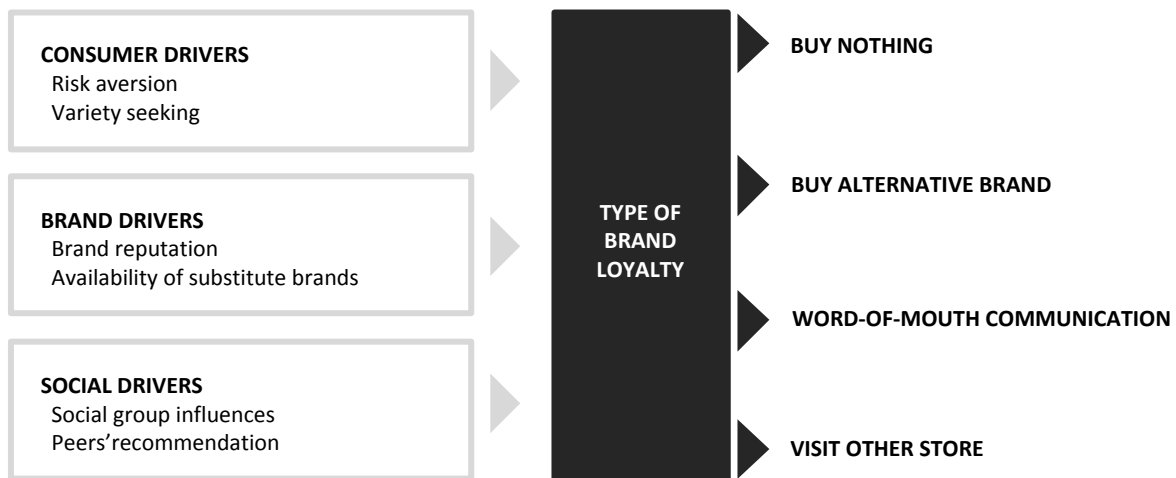 CONSUMER DRIVERS
Risk aversion
Variety seeking
BRAND DRIVERS
Brand reputation
Availability of substitute brands
SOCIAL DRIVERS
Social group influences
Peers’recommendation
TYPE OF
BRAND
LOYALTY
BUY NOTHING
BUY ALTERNATIVE BRAND
WORD-OF-MOUTH COMMUNICATION
VISIT OTHER STORE